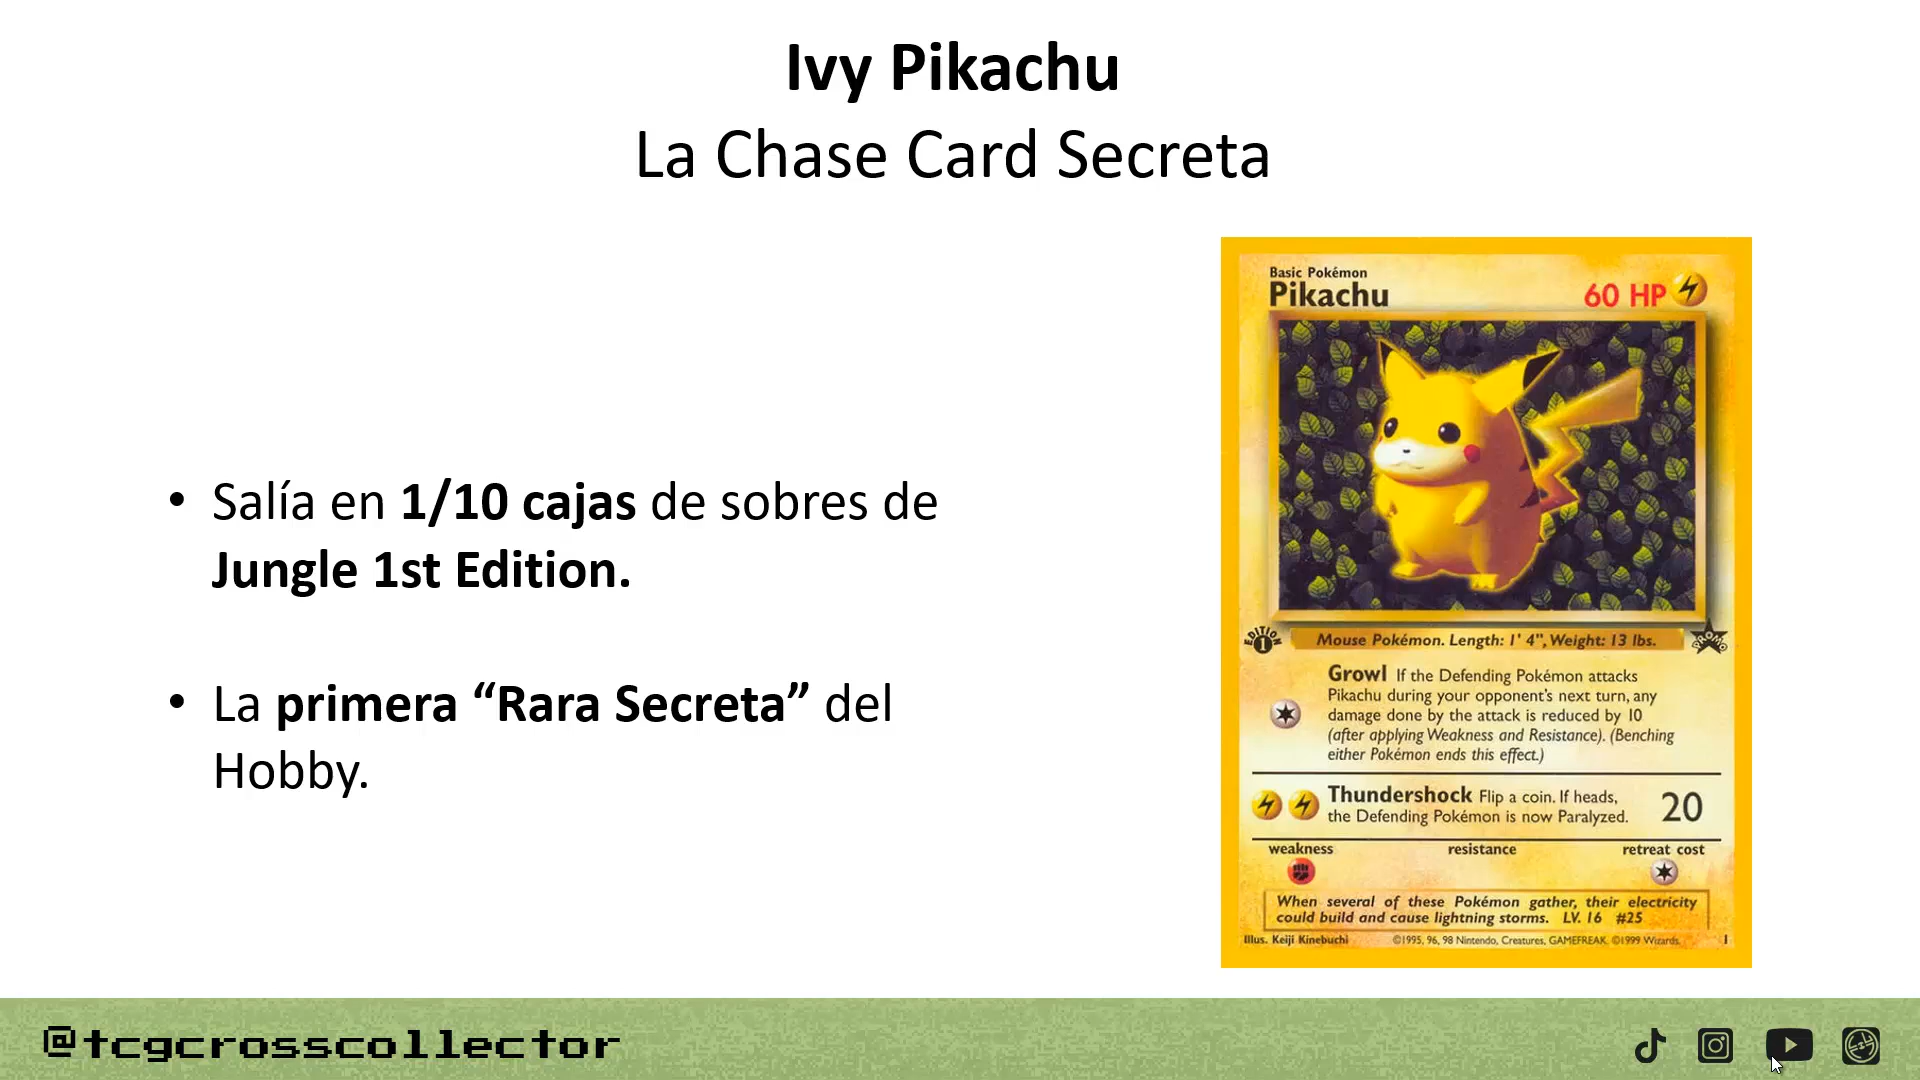 Ivy Pikachu
La Chase Card Secreta
• Salía en 1/10 cajas de sobres de
Jungle 1st Edition.
• La primera “Rara Secreta” del
Hobby.
Basic Pokémon
Pikachu
60 HP
EDITION
1
Mouse Pokémon. Length: 1' 4", Weight: 13 lbs.
PROMO
Growl If the Defending Pokémon attacks
Pikachu during your opponent's next turn, any
damage done by the attack is reduced by 10
(after applying Weakness and Resistance). (Benching
either Pokémon ends this effect.)
Thundershock Flip a coin. If heads,
the Defending Pokémon is now Paralyzed.
20
weakness resistance retreat cost
When several of these Pokémon gather, their electricity
could build and cause lightning storms. LV. 16 #25
Illus. Keiji Kinebuchi ©1995, 96, 98 Nintendo, Creatures, GAMEFREAK. ©1999 Wizards. 1
@tcgcrosscollector